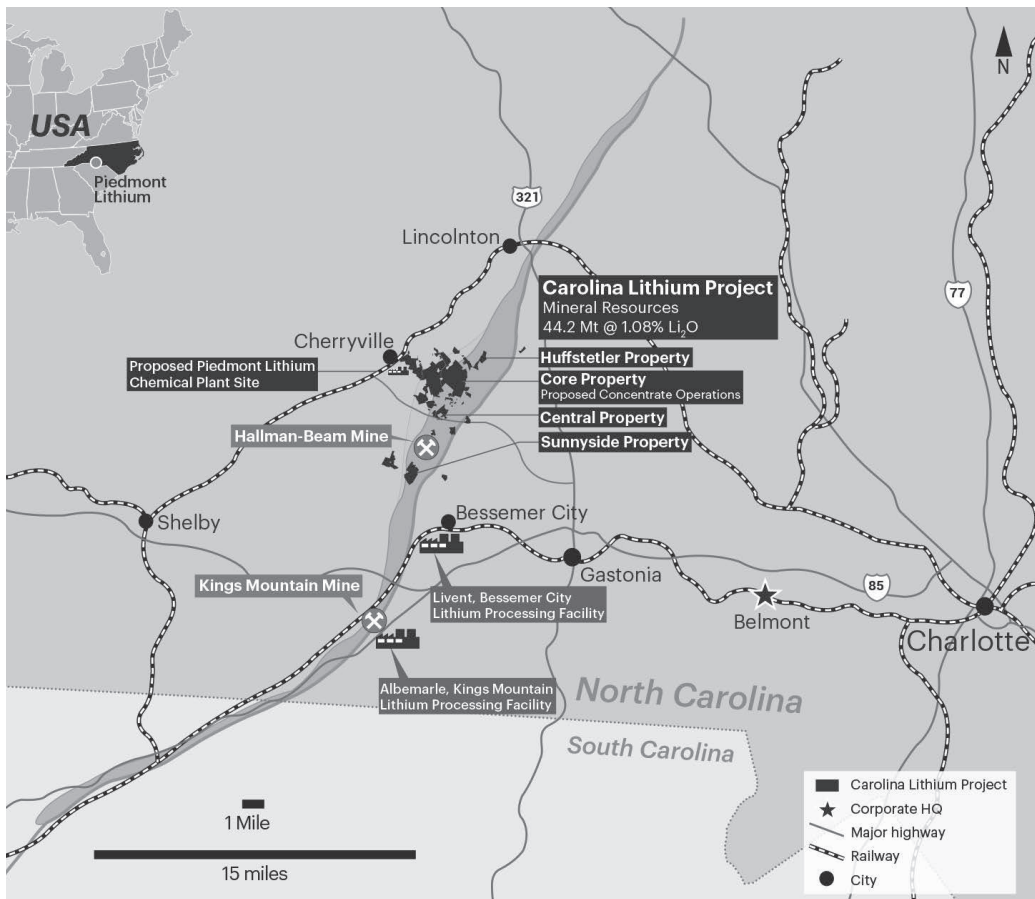 USA
Piedmont
Lithium
N
321
Lincolnton
77
Carolina Lithium Project
Mineral Resources
44.2 Mt @ 1.08% Li₂O
Cherryville
Proposed Piedmont Lithium
Chemical Plant Site
Huffstetler Property
Core Property
Proposed Concentrate Operations
Central Property
Hallman-Beam Mine
Sunnyside Property
Shelby
Bessemer City
Gastonia
Kings Mountain Mine
Livent, Bessemer City
Lithium Processing Facility
85
Belmont
Charlotte
Albemarle, Kings Mountain
Lithium Processing Facility
North Carolina
South Carolina
1 Mile
15 miles
Carolina Lithium Project
Corporate HQ
Major highway
Railway
City